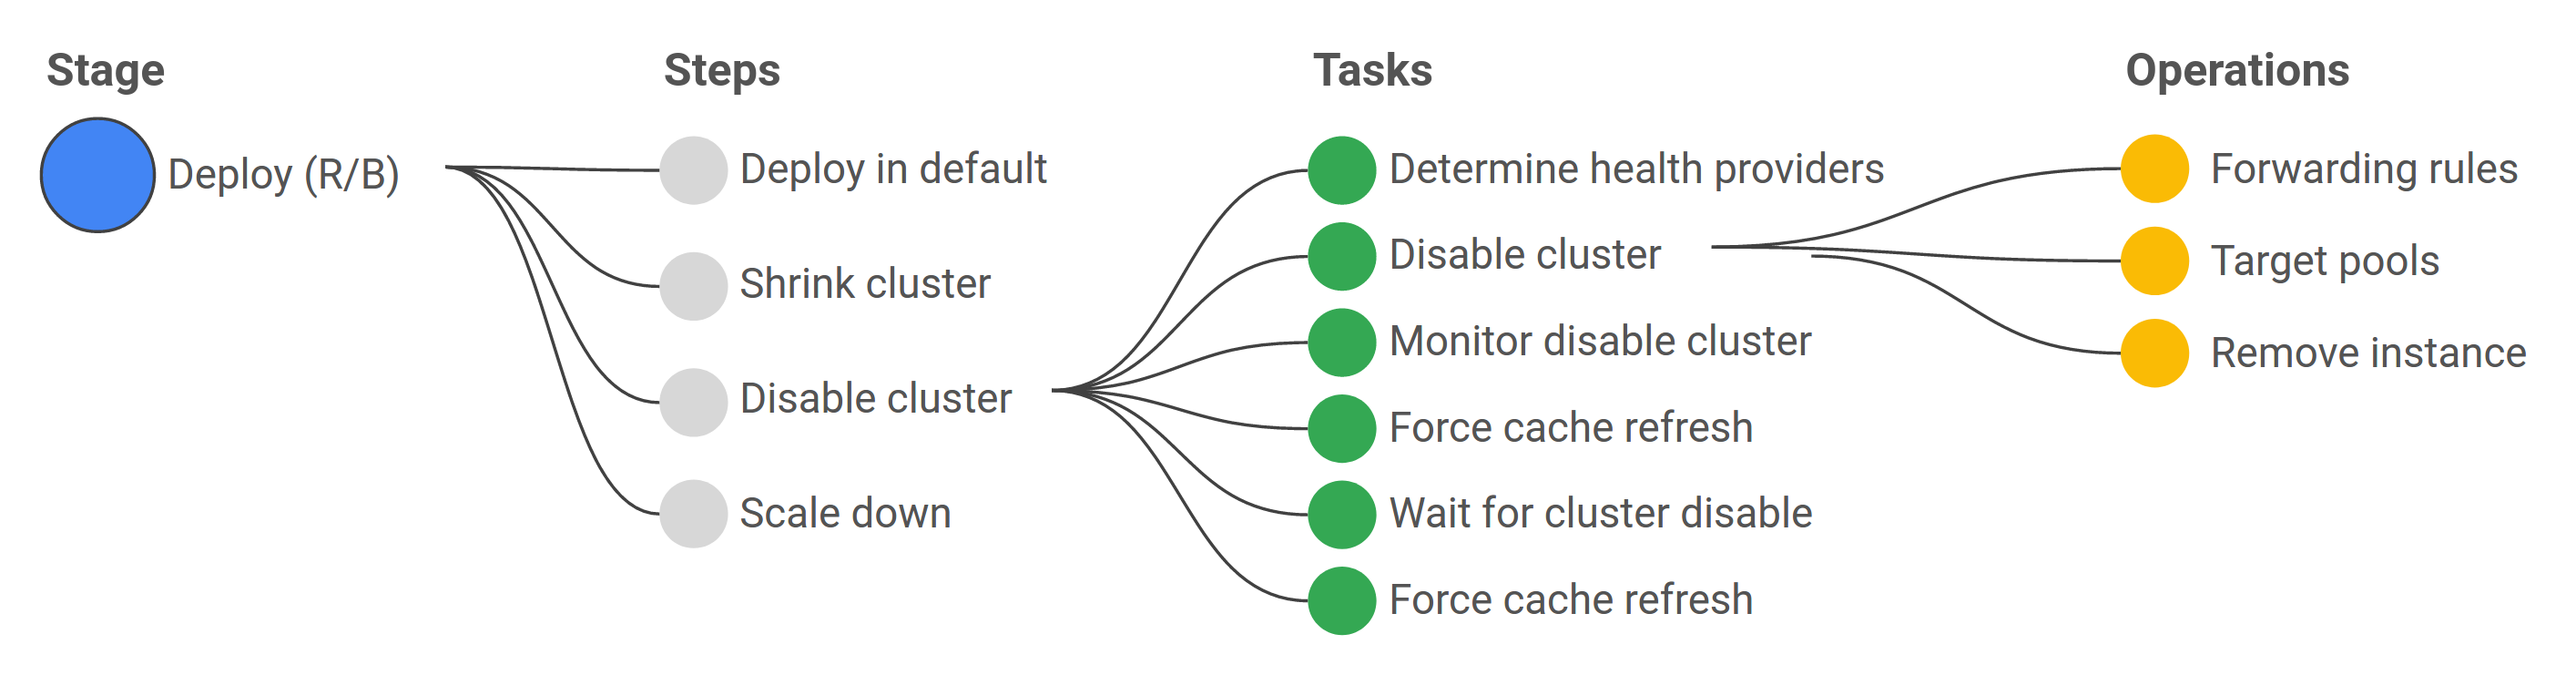 Stage
Deploy (R/B)
Steps
Deploy in default
Shrink cluster
Disable cluster
Scale down
Tasks
Determine health providers
Disable cluster
Monitor disable cluster
Force cache refresh
Wait for cluster disable
Force cache refresh
Operations
Forwarding rules
Target pools
Remove instance